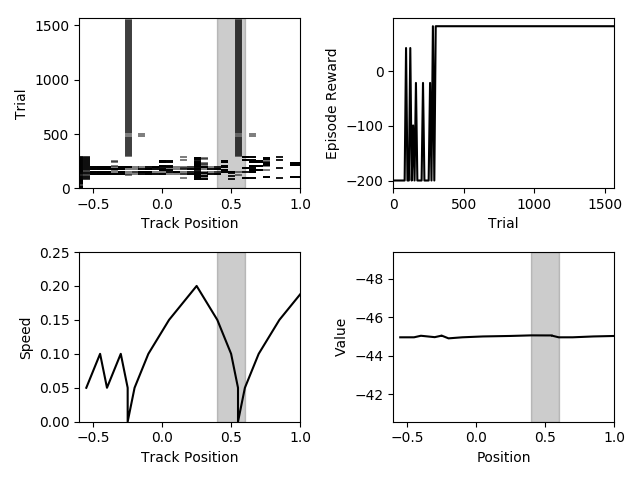 1500
1000
500
0
Trial
−0.5 0.0 0.5 1.0
Track Position
0
−100
−200
Episode Reward
0 500 1000 1500
Trial
0.25
0.20
0.15
0.10
0.05
0.00
Speed
−0.5 0.0 0.5 1.0
Track Position
−48
−46
−44
−42
Value
−0.5 0.0 0.5 1.0
Position